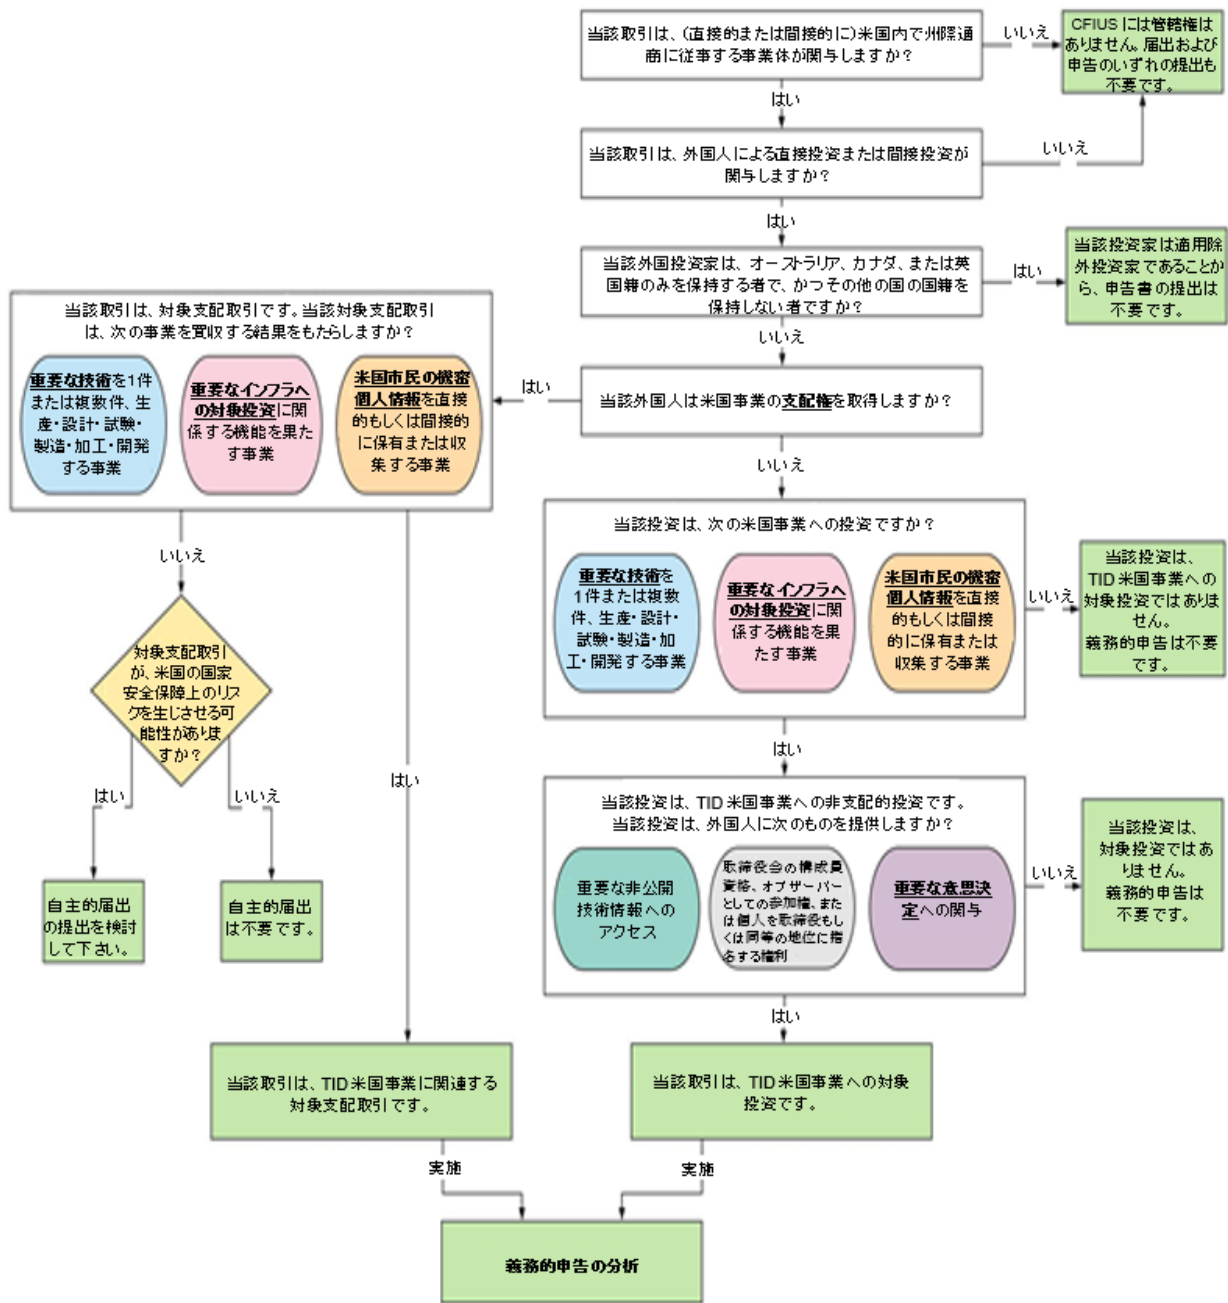 当該取引は、(直接的または間接的に)米国内で州際通
商に従事する事業体が関与しますか?
いいえ
CFIUSには管轄権は
ありません。届出および
申告のいずれの提出も
不要です。
はい
当該取引は、外国人による直接投資または間接投資が
関与しますか?
いいえ
はい
当該外国投資家は、オーストラリア、カナダ、または英
国籍のみを保持する者で、かつその他の国の国籍を
保持しない者ですか?
はい
当該投資家は適用除
外投資家であることか
ら、申告書の提出は
不要です。
いいえ
当該外国人は米国事業の支配権を取得しますか?
はい
当該取引は、対象支配取引です。当該対象支配取引
は、次の事業を買収する結果をもたらしますか?
重要な技術を1件
または複数件、生
産・設計・試験・
製造・加工・開発
する事業
重要なインフラへ
の対象投資に関
係する機能を果た
す事業
米国市民の機密
個人情報を直接
的もしくは間接的
に保有または収
集する事業
いいえ
当該投資は、次の米国事業への投資ですか?
重要な技術を
1件または複数
件、生産・設計・
試験・製造・加
工・開発する事業
重要なインフラへ
の対象投資に関
係する機能を果
たす事業
米国市民の機密
個人情報を直接
的もしくは間接
的に保有または
収集する事業
いいえ
当該投資は、
TID米国事業への
対象投資ではありま
せん。
義務的申告は不要
です。
いいえ
対象支配取引
が、米国の国家
安全保障上のリス
クを生じさせる可
能性がありま
すか?
はい
いいえ
自主的届出
の提出を検討
して下さい。
自主的届出
は不要です。
はい
はい
当該投資は、TID米国事業への非支配的投資です。
当該投資は、外国人に次のものを提供しますか?
重要な非公開
技術情報への
アクセス
取締役会の構成員
資格、オブザーバー
としての参加権、また
は個人を取締役もし
くは同等の地位に指
名する権利
重要な意思決
定への関与
いいえ
当該投資は、
対象投資ではあ
りません。
義務的申告は
不要です。
はい
当該取引は、TID米国事業に関連する
対象支配取引です。
当該取引は、TID米国事業への対象
投資です。
実施
実施
義務的申告の分析